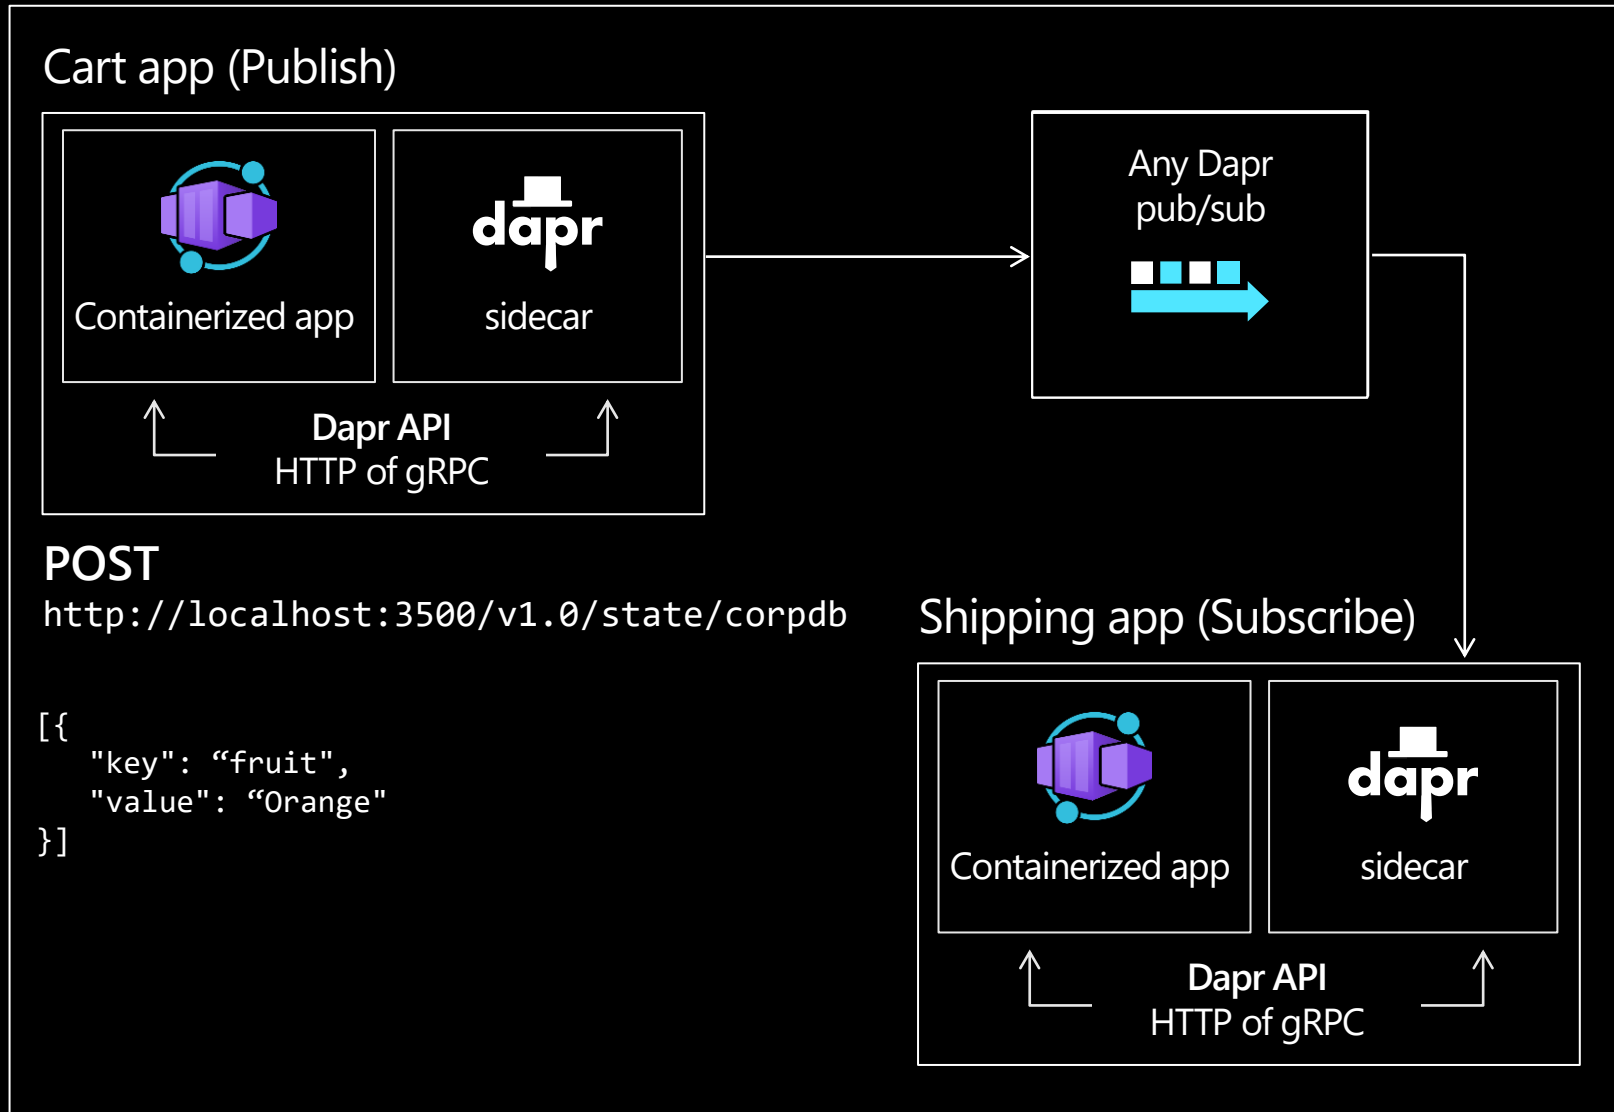 Cart app (Publish)
Containerized app
dapr
sidecar
Dapr API
HTTP of gRPC
Any Dapr
pub/sub
POST
http://localhost:3500/v1.0/state/corpdb
[{
"key": “fruit",
"value": “Orange"
}]
Shipping app (Subscribe)
Containerized app
dapr
sidecar
Dapr API
HTTP of gRPC